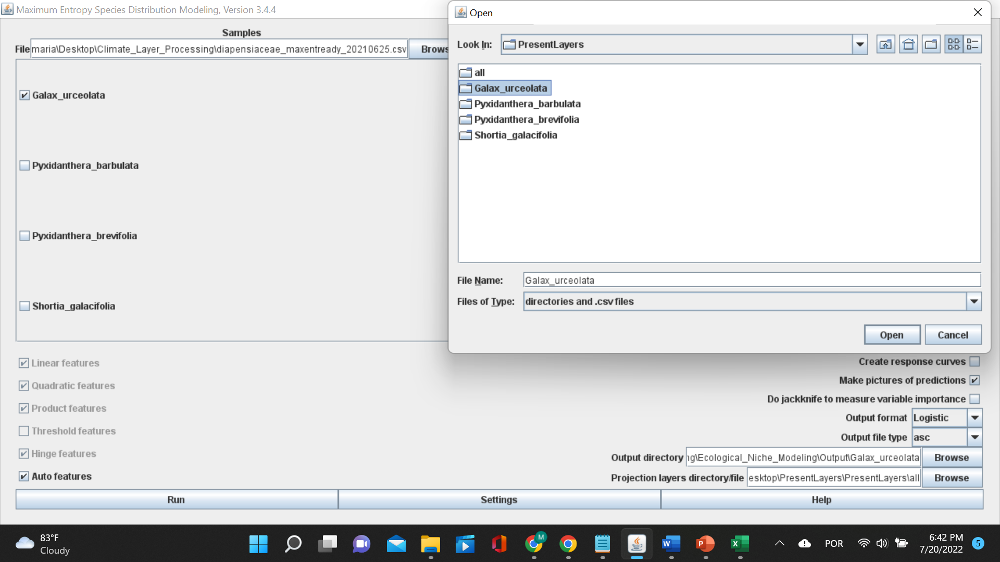 Maximum Entropy Species Distribution Modeling, Version 3.4.4
Samples
File maria\Desktop\Climate_Layer_Processing\diapensiaceae_maxentready_20210625.csv Brows
Galax_urceolata
Pyxidanthera_barbulata
Pyxidanthera_brevifolia
Shortia_galacifolia
Open
Look In: PresentLayers
all
Galax_urceolata
Pyxidanthera_barbulata
Pyxidanthera_brevifolia
Shortia_galacifolia
File Name: Galax_urceolata
Files of Type: directories and .csv files
Open Cancel
Linear features
Quadratic features
Product features
Threshold features
Hinge features
Auto features
Create response curves
Make pictures of predictions
Do jackknife to measure variable importance
Output format Logistic
Output file type asc
Output directory ng\Ecological_Niche_Modeling\Output\Galax_urceolata Browse
Projection layers directory/file esktop\PresentLayers\PresentLayers\all Browse
Run Settings Help
83°F
Cloudy
M
W
P
X
POR
6:42 PM
7/20/2022
5